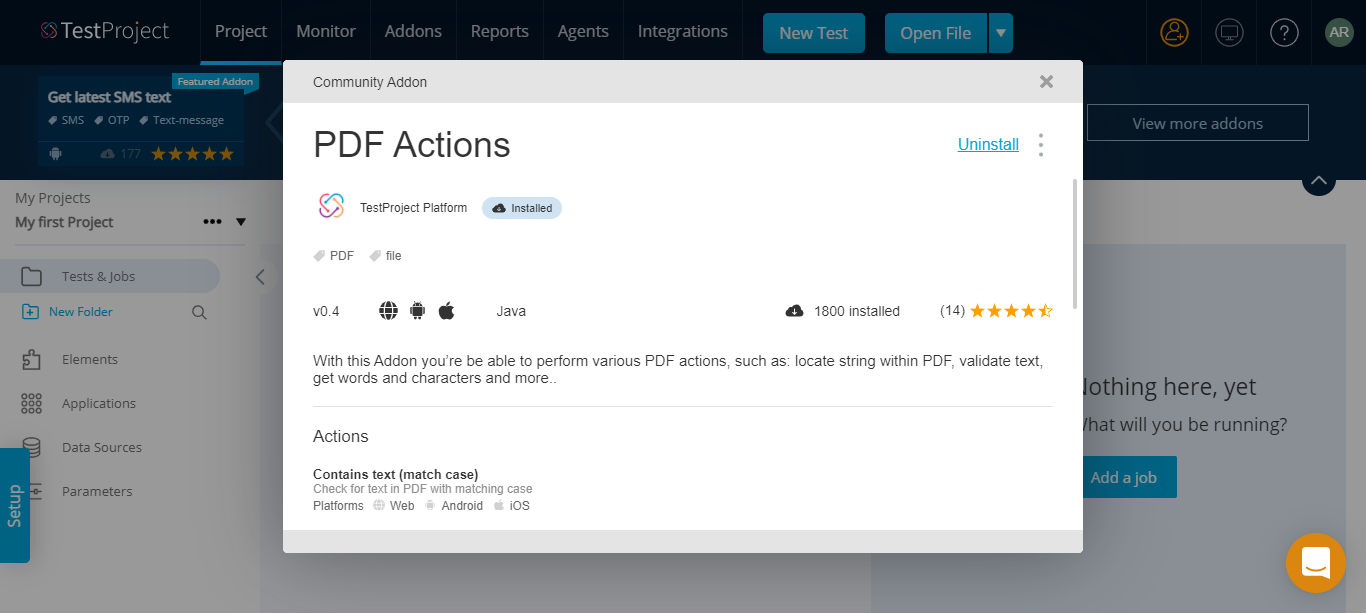 TestProject
Project
Monitor
Addons
Reports
Agents
Integrations
New Test
Open File
AR
Featured Addon
Get latest SMS text
SMS
OTP
Text-message
177
View more addons
My Projects
My first Project
Tests & Jobs
New Folder
Elements
Applications
Data Sources
Parameters
Setup
Community Addon
PDF Actions
Uninstall
TestProject Platform
Installed
PDF
file
v0.4
Java
1800 installed
(14)
With this Addon you're be able to perform various PDF actions, such as: locate string within PDF, validate text,
get words and characters and more..
Actions
Contains text (match case)
Check for text in PDF with matching case
Platforms Web Android iOS
Nothing here, yet
What will you be running?
Add a job